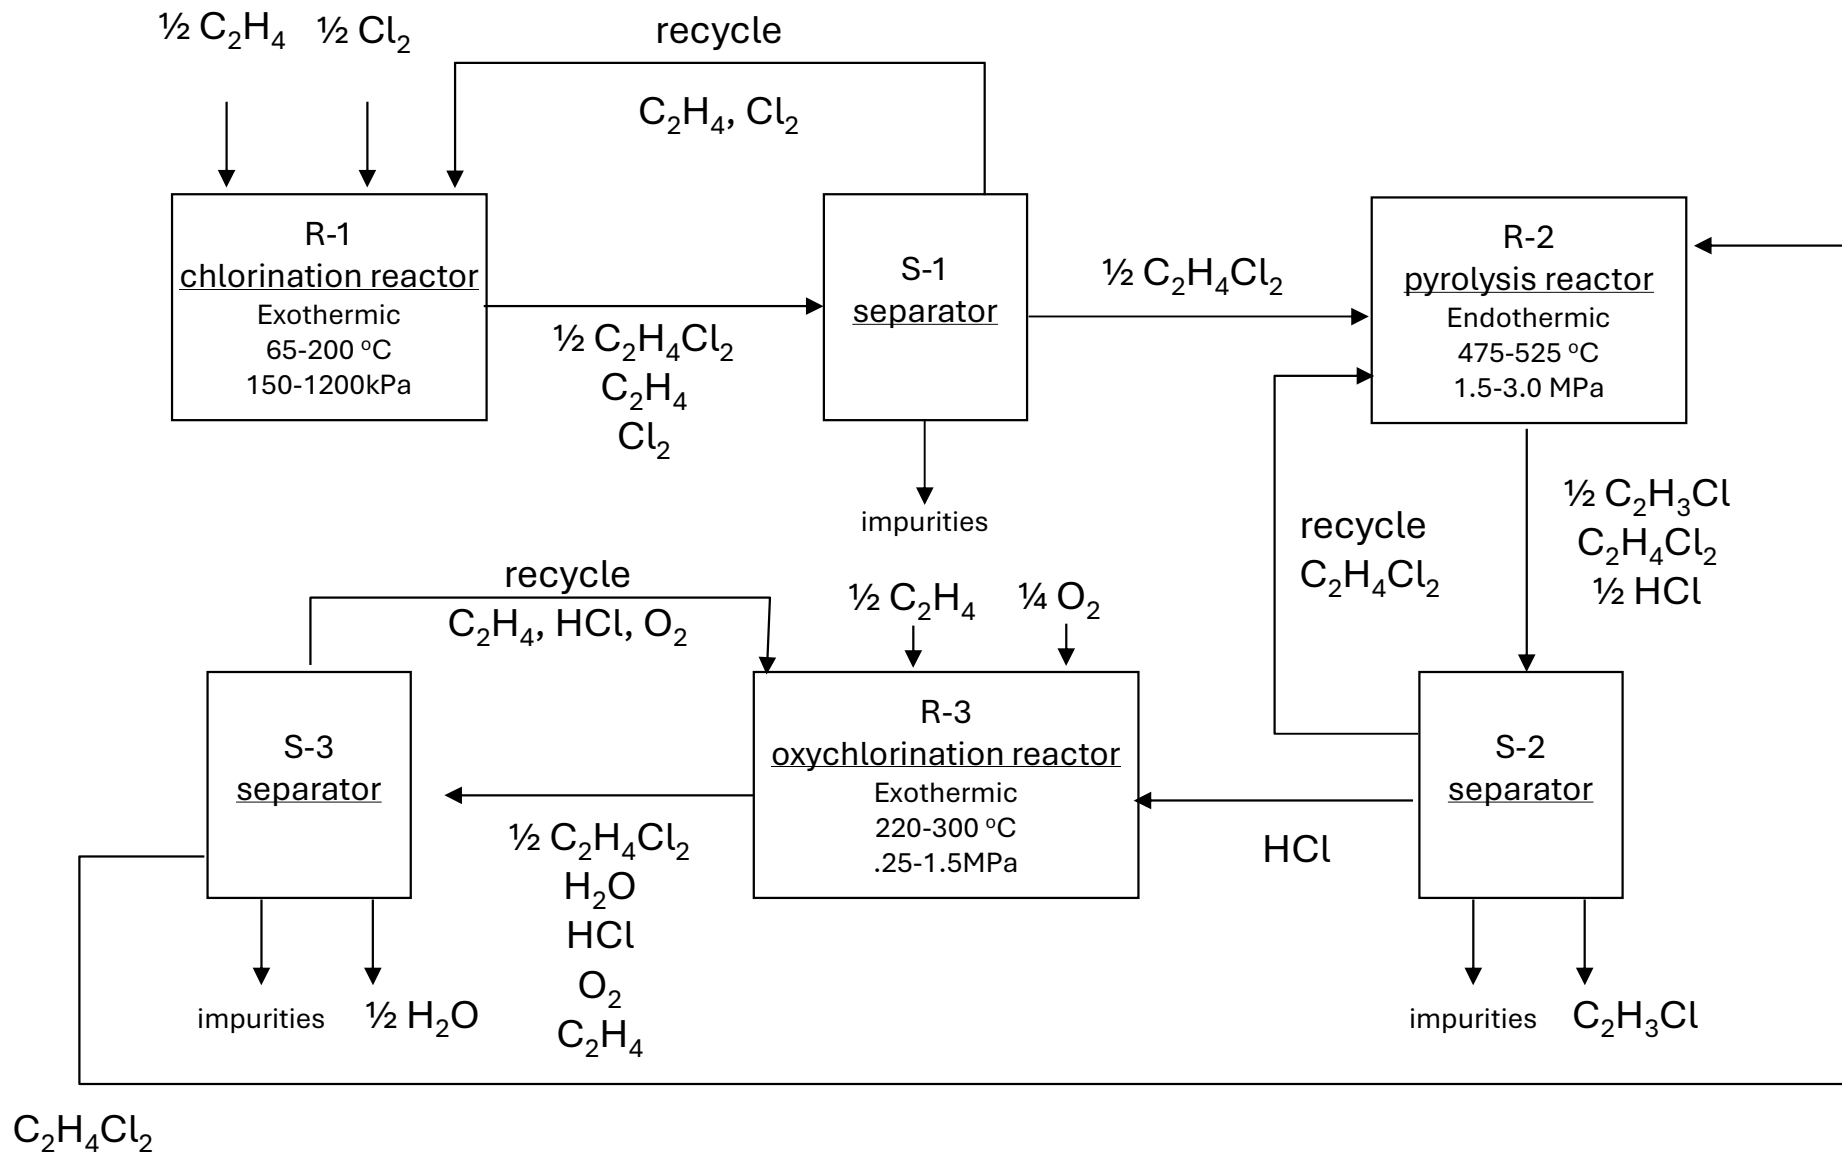 ½ C₂H₄
½ Cl₂
recycle
C₂H₄, Cl₂
R-1
chlorination reactor
Exothermic
65-200 ºC
150-1200kPa
½ C₂H₄Cl₂
C₂H₄
Cl₂
S-1
separator
impurities
½ C₂H₄Cl₂
R-2
pyrolysis reactor
Endothermic
475-525 ºC
1.5-3.0 MPa
½ C₂H₃Cl
C₂H₄Cl₂
½ HCl
recycle
C₂H₄Cl₂
S-2
separator
impurities
C₂H₃Cl
HCl
½ C₂H₄
¼ O₂
R-3
oxychlorination reactor
Exothermic
220-300 ºC
.25-1.5MPa
recycle
C₂H₄, HCl, O₂
½ C₂H₄Cl₂
H₂O
HCl
O₂
C₂H₄
S-3
separator
impurities
½ H₂O
C₂H₄Cl₂